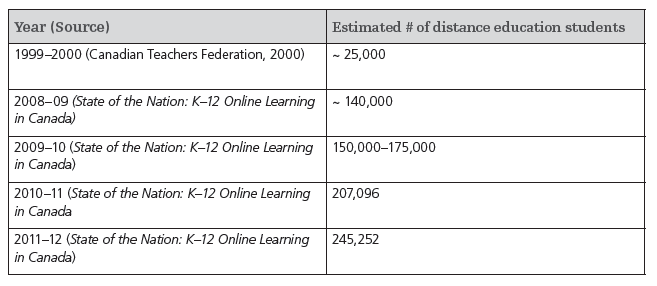 Year (Source) Estimated # of distance education students
1999–2000 (Canadian Teachers Federation, 2000) ~ 25,000
2008–09 (State of the Nation: K–12 Online Learning ~ 140,000
in Canada)
2009–10 (State of the Nation: K–12 Online Learning 150,000–175,000
in Canada)
2010–11 (State of the Nation: K–12 Online Learning 207,096
in Canada
2011–12 (State of the Nation: K–12 Online Learning 245,252
in Canada)